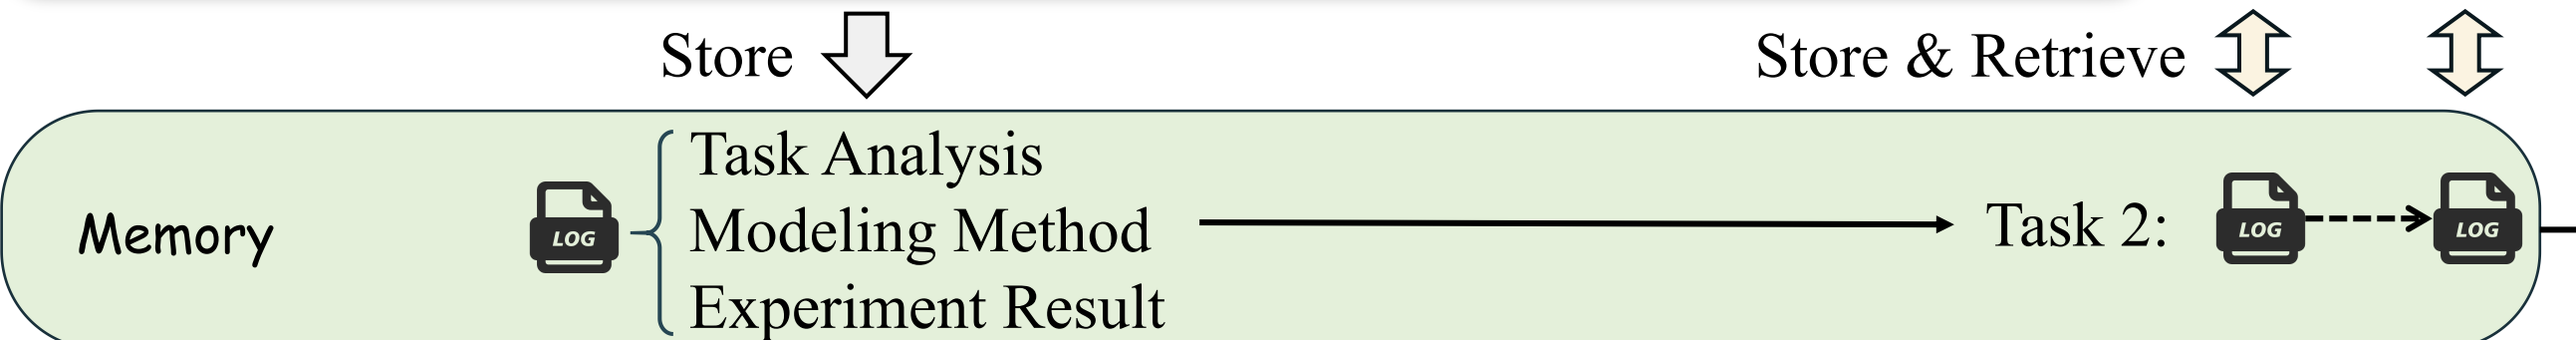 Store
Store & Retrieve
Memory
LOG
Task Analysis
Modeling Method
Experiment Result
Task 2:
LOG
LOG